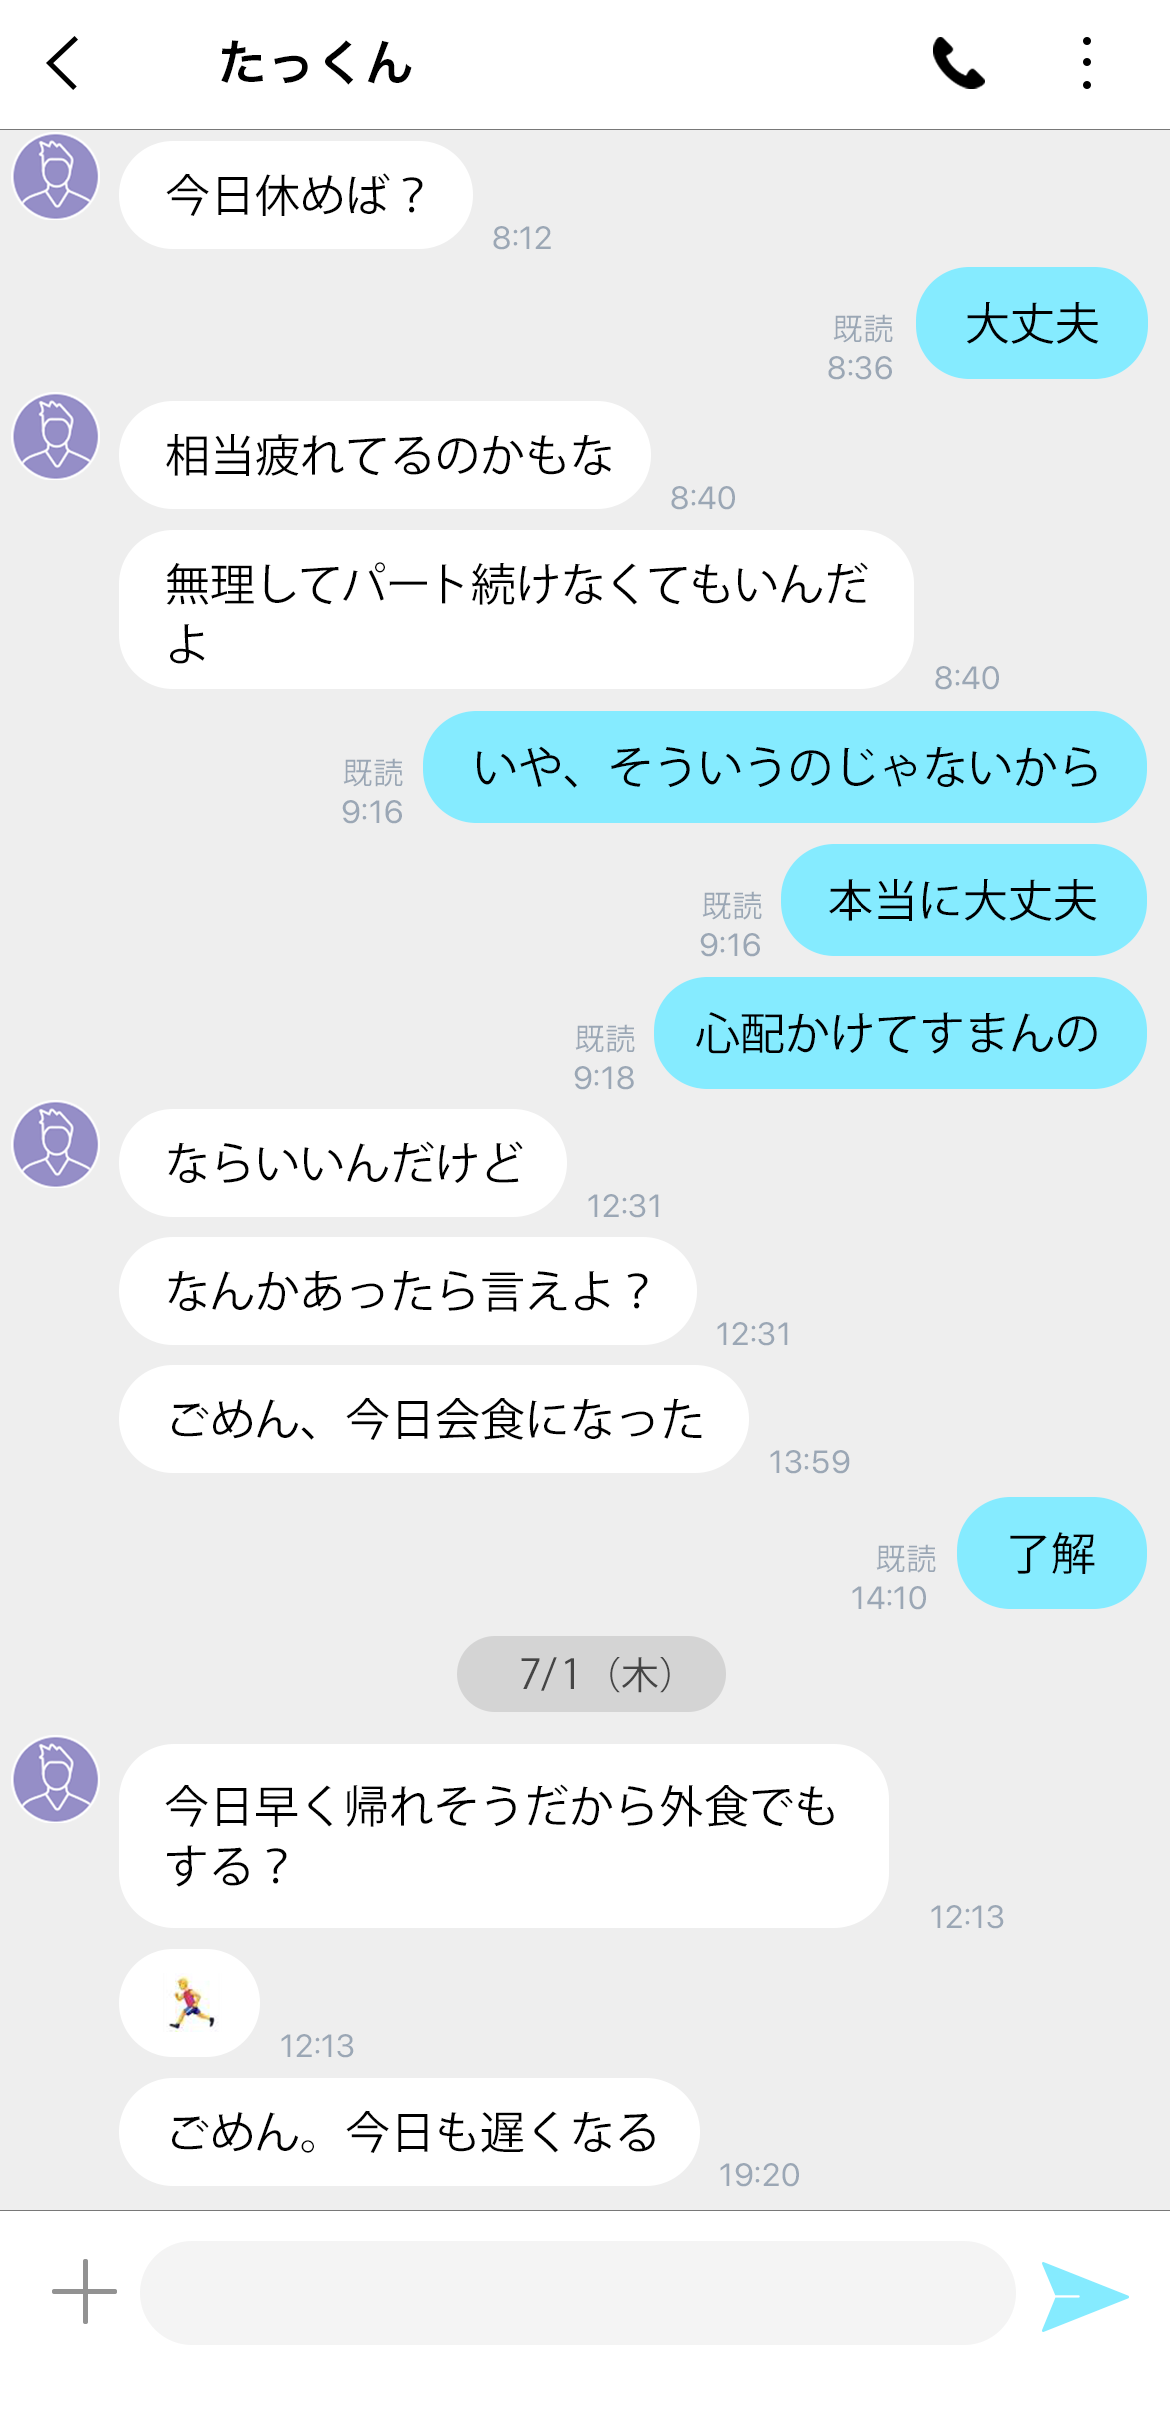 たっくん
今日休めば？
8:12
大丈夫
既読
8:36
相当疲れてるのかもな
8:40
無理してパート続けなくてもいんだ
よ
8:40
いや、そういうのじゃないから
既読
9:16
本当に大丈夫
既読
9:16
心配かけてすまんの
既読
9:18
ならいいんだけど
12:31
なんかあったら言えよ？
12:31
ごめん、今日会食になった
13:59
了解
既読
14:10
7/1（木）
今日早く帰れそうだから外食でも
する？
12:13
🏃
12:13
ごめん。今日も遅くなる
19:20